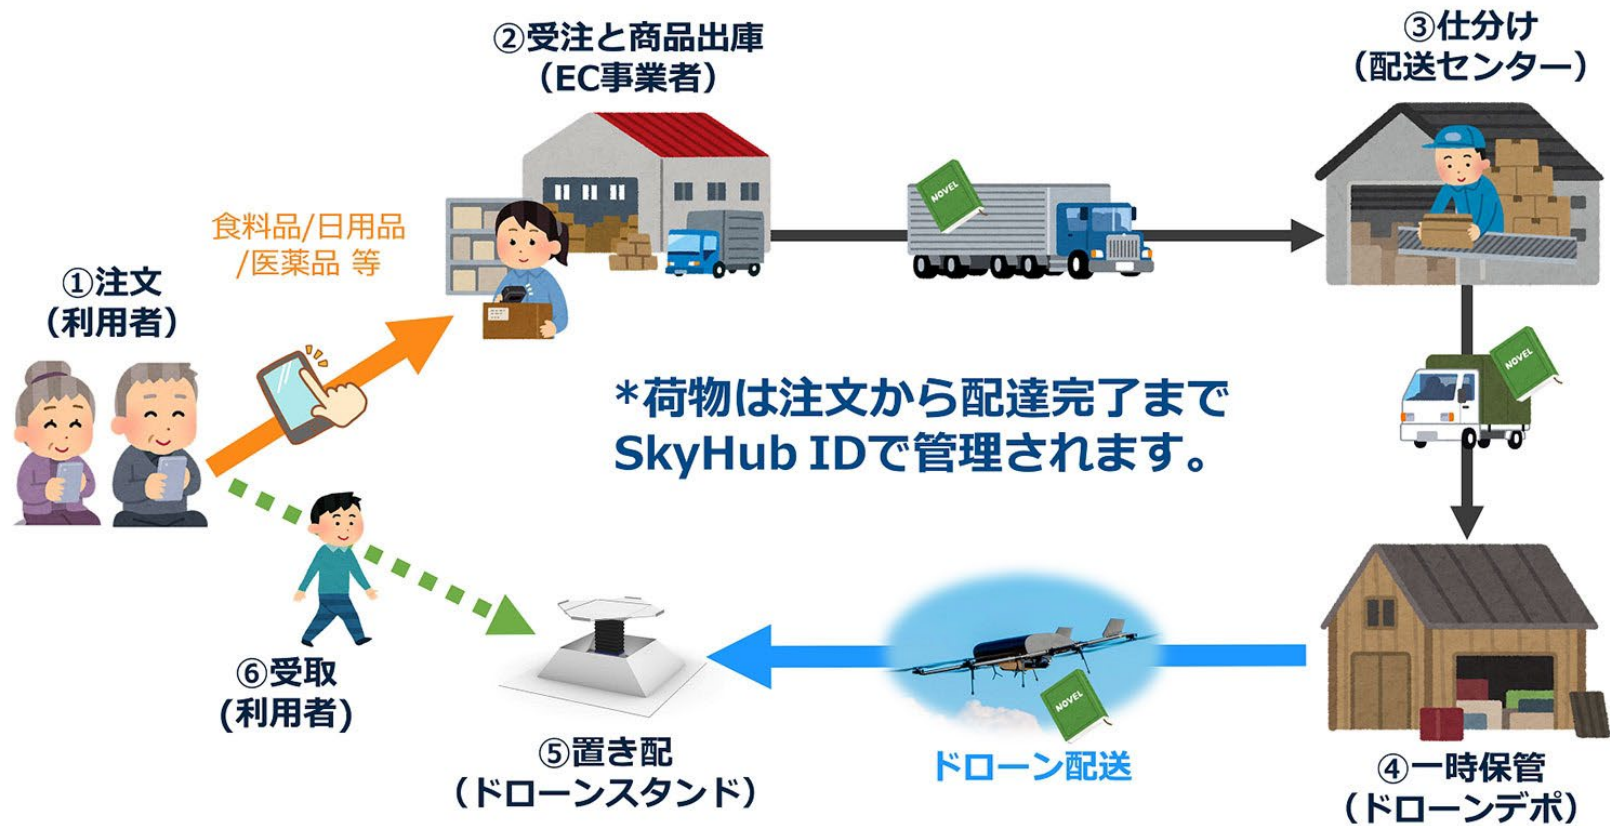 ①注文
（利用者）
食料品/日用品
/医薬品 等
②受注と商品出庫
（EC事業者）
NOVEL
③仕分け
（配送センター）
NOVEL
*荷物は注文から配達完了まで
SkyHub IDで管理されます。
④一時保管
（ドローンデポ）
NOVEL
ドローン配送
⑤置き配
（ドローンスタンド）
⑥受取
(利用者)